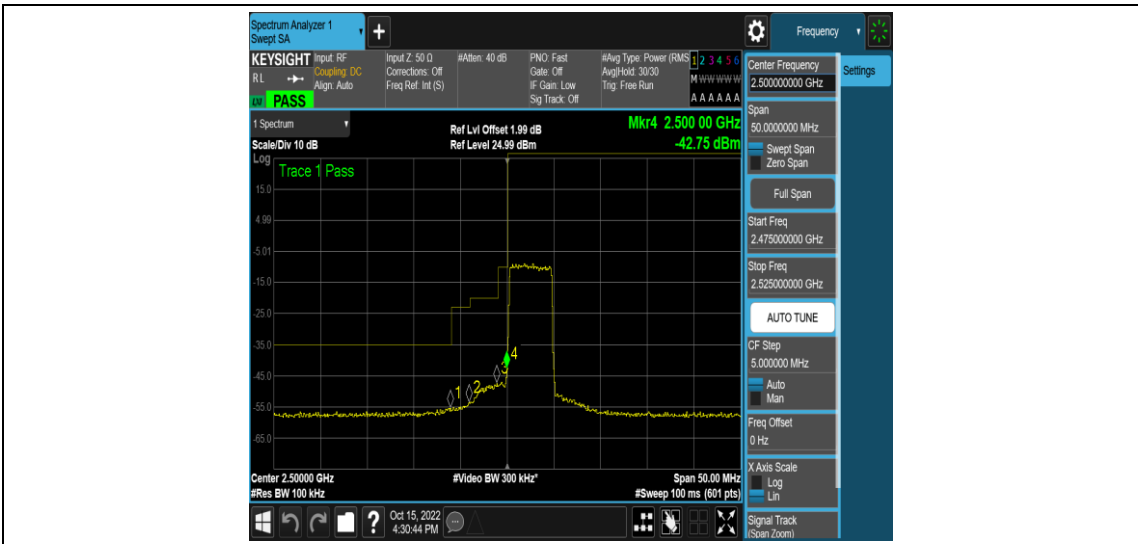 Spectrum Analyzer 1
Swept SA
+
Frequency
KEYSIGHT
RL
LXI PASS
Input: RF
Coupling: DC
Align: Auto
Input Z: 50 Ω
Corrections: Off
Freq Ref: Int (S)
#Atten: 40 dB
PNO: Fast
Gate: Off
IF Gain: Low
Sig Track: Off
#Avg Type: Power (RMS
Avg|Hold: 30/30
Trig: Free Run
1 2 3 4 5 6
M W W W W W
A A A A A A
1 Spectrum
Scale/Div 10 dB
Ref Lvl Offset 1.99 dB
Ref Level 24.99 dBm
Mkr4 2.500 00 GHz
-42.75 dBm
Log
Trace 1 Pass
15.0
4.99
-5.01
-15.0
-25.0
-35.0
-45.0
-55.0
-65.0
1
2
3
4
Center 2.50000 GHz
#Res BW 100 kHz
#Video BW 300 kHz*
Span 50.00 MHz
#Sweep 100 ms (601 pts)
Center Frequency
2.500000000 GHz
Settings
Span
50.0000000 MHz
Swept Span
Zero Span
Full Span
Start Freq
2.475000000 GHz
Stop Freq
2.525000000 GHz
AUTO TUNE
CF Step
5.000000 MHz
Auto
Man
Freq Offset
0 Hz
X Axis Scale
Log
Lin
Signal Track
(Span Zoom)
?
Oct 15, 2022
4:30:44 PM